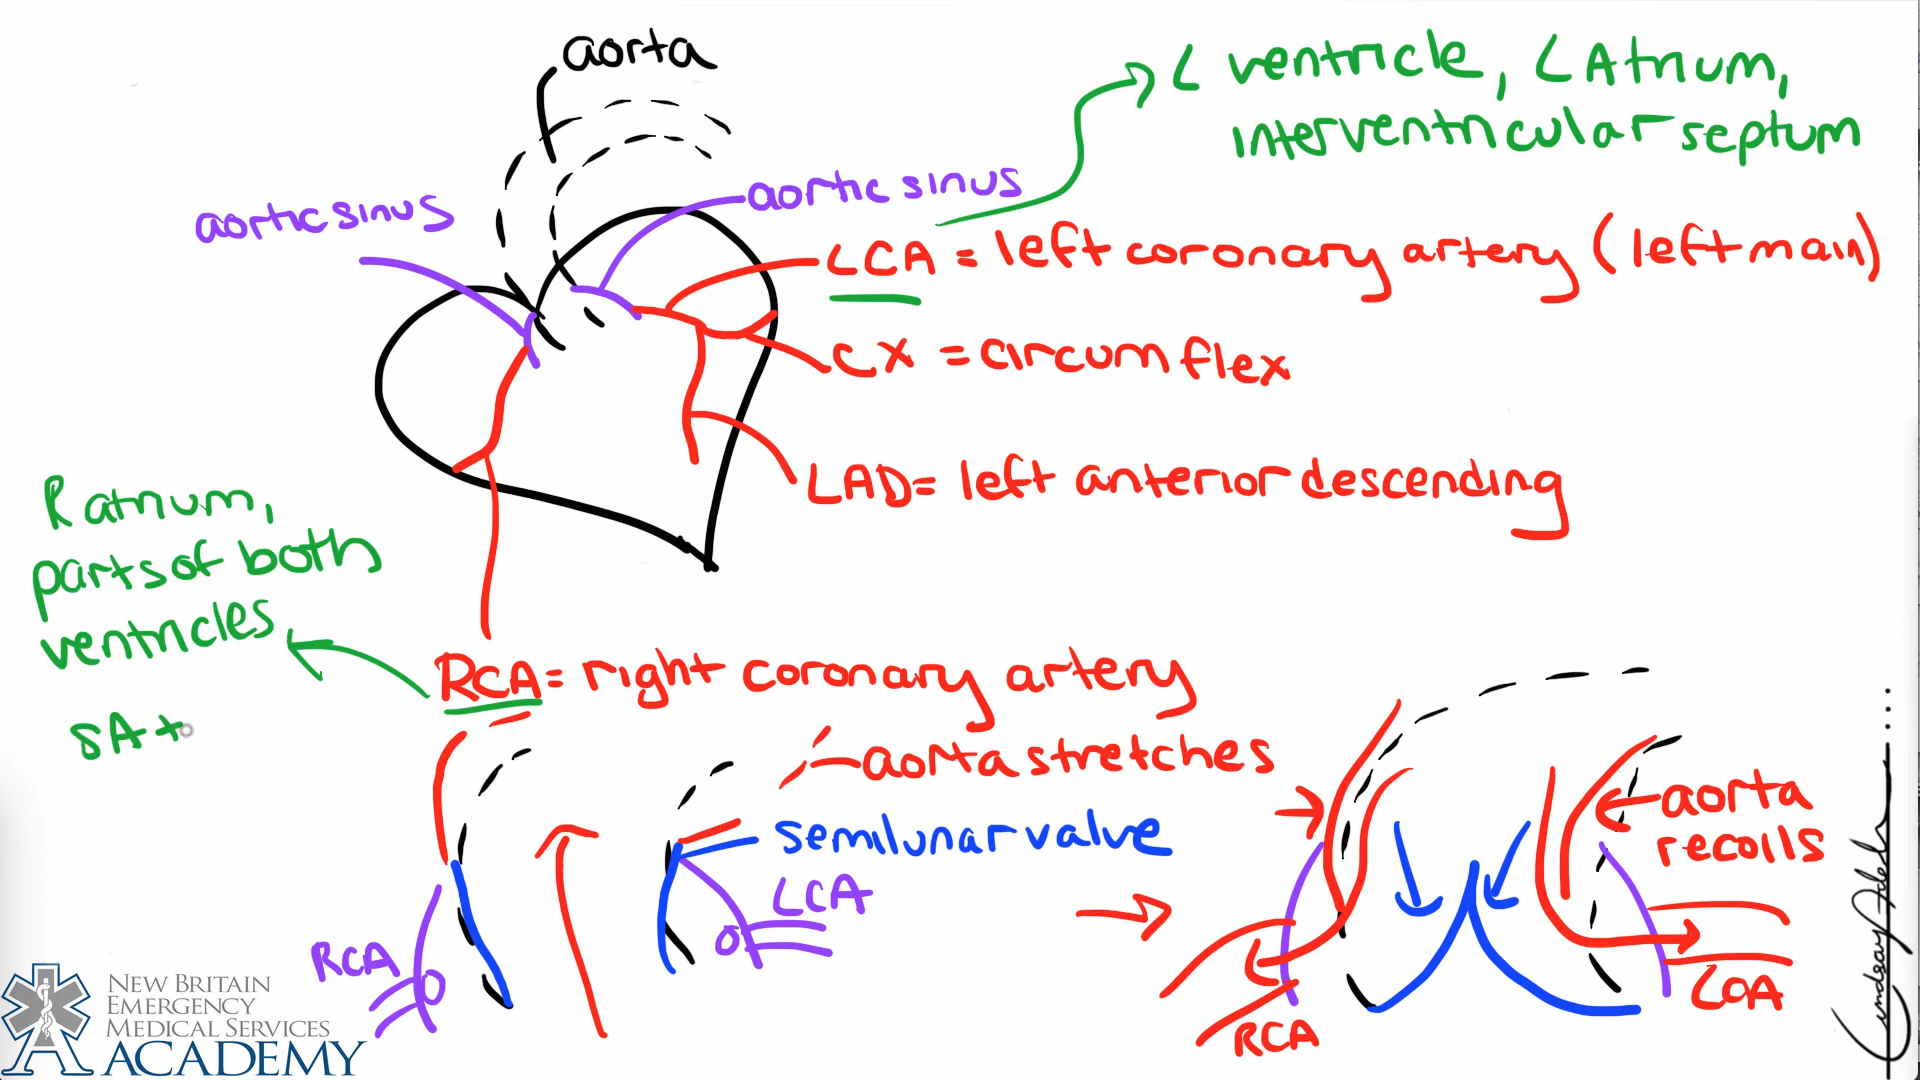 aorta
L ventricle, L Atrium,
interventricular septum
aortic sinus
aortic sinus
LCA = left coronary artery (left main)
CX = circumflex
LAD = left anterior descending
R atrium,
parts of both
ventricles
SA +
RCA = right coronary artery
aorta stretches
semilunar valve
LCA
RCA
aorta
recoils
LCA
RCA
NEW BRITAIN
EMERGENCY
MEDICAL SERVICES
ACADEMY